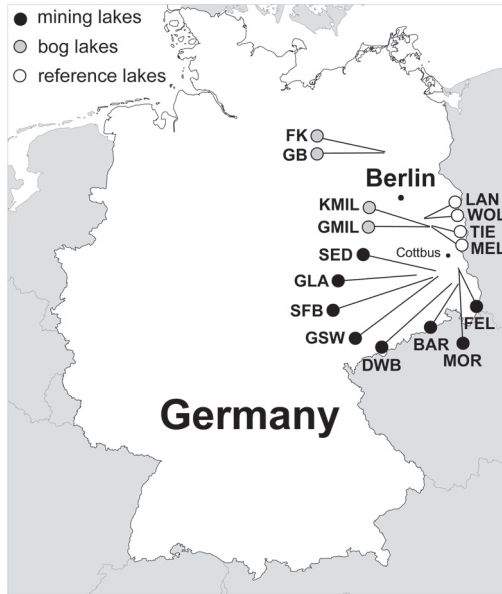 mining lakes
bog lakes
reference lakes
FK
GB
Berlin
LAN
KMIL
WOL
GMIL
TIE
MEL
SED
Cottbus
GLA
SFB
FEL
GSW
BAR
MOR
DWB
Germany